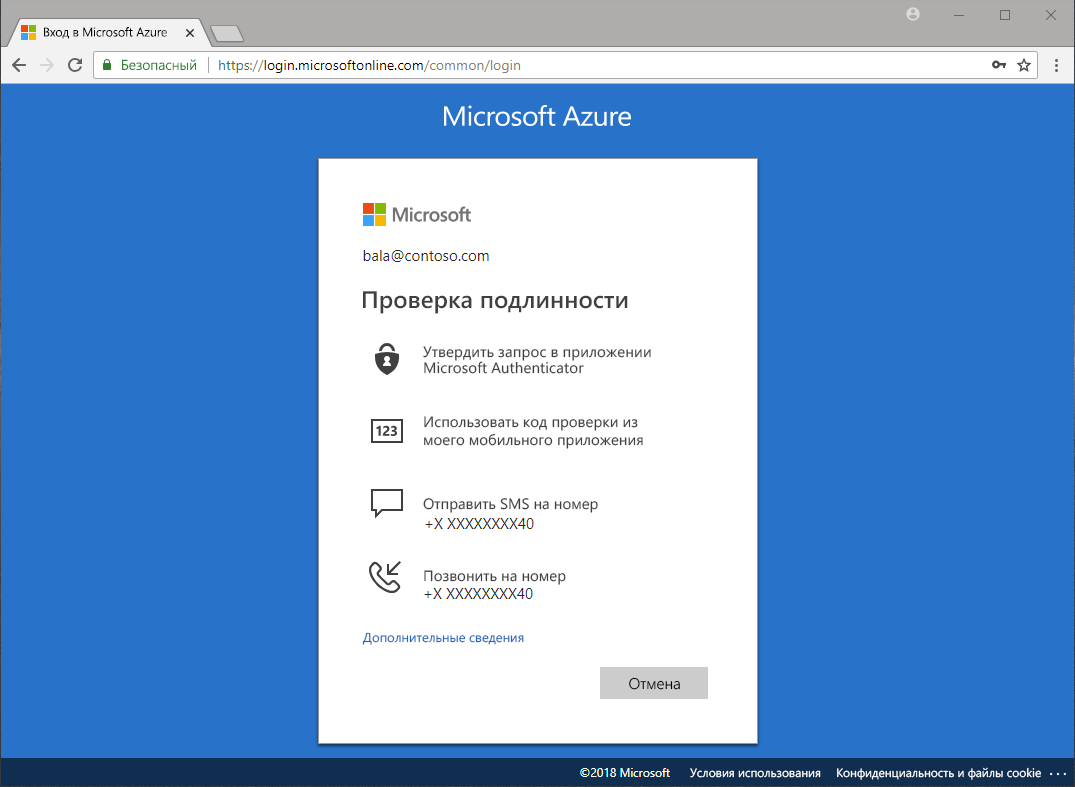 Вход в Microsoft Azure
Безопасный
https://login.microsoftonline.com/common/login
Microsoft Azure
Microsoft
bala@contoso.com
Проверка подлинности
Утвердить запрос в приложении
Microsoft Authenticator
123
Использовать код проверки из
моего мобильного приложения
Отправить SMS на номер
+X XXXXXXXX40
Позвонить на номер
+X XXXXXXXX40
Дополнительные сведения
Отмена
©2018 Microsoft Условия использования Конфиденциальность и файлы cookie ...